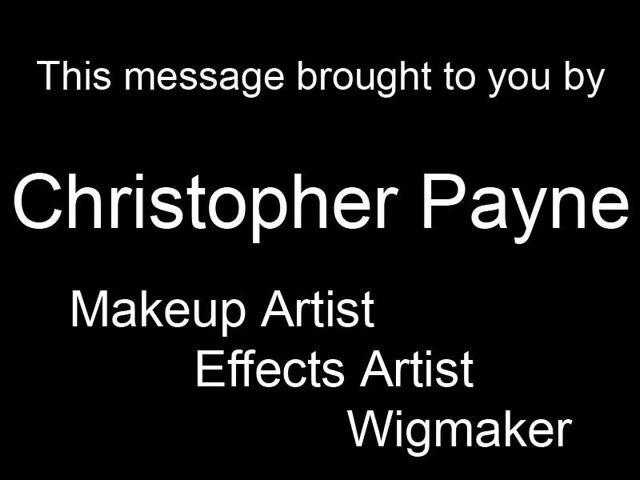 This message brought to you by
Christopher Payne
Makeup Artist
Effects Artist
Wigmaker